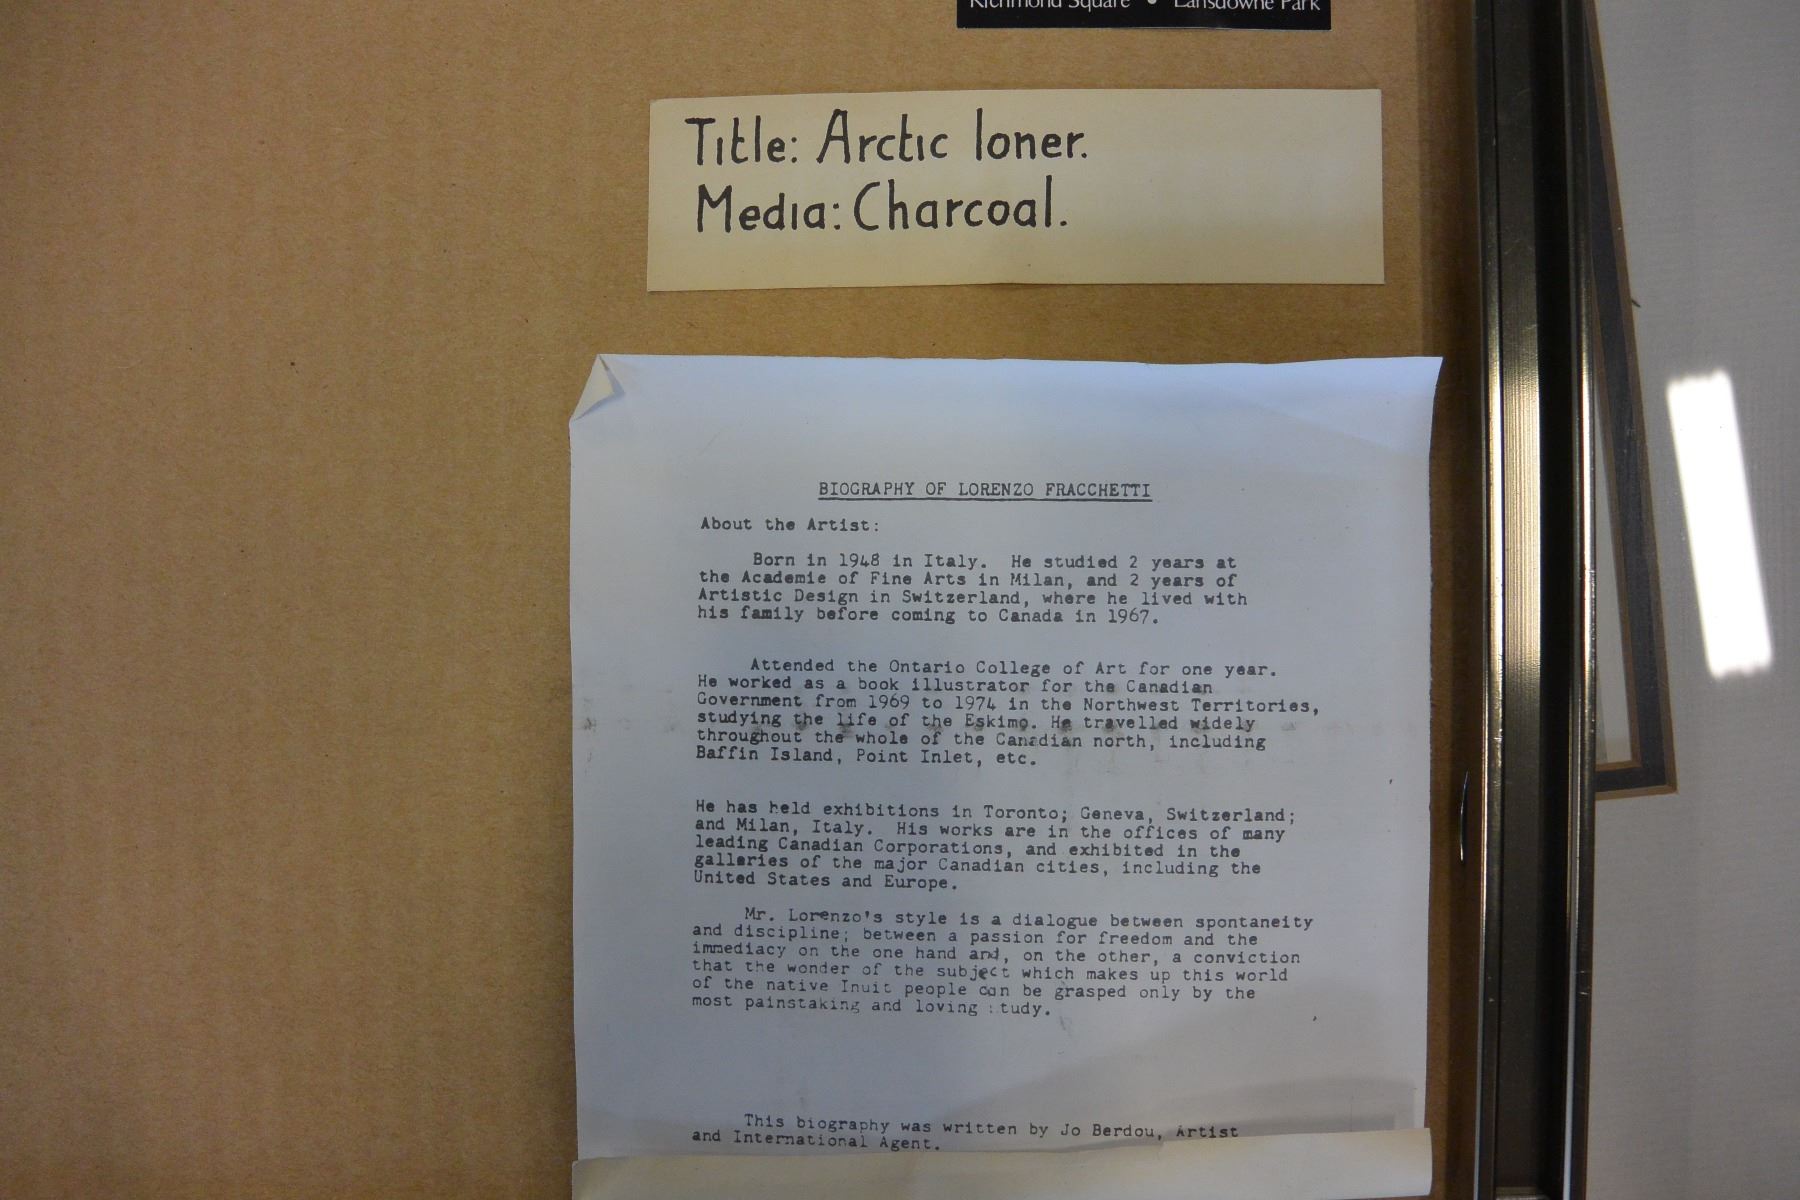 Richmond Square • Lansdowne Park
Title: Arctic loner.
Media: Charcoal.
BIOGRAPHY OF LORENZO FRACCHETTI
About the Artist:
Born in 1948 in Italy. He studied 2 years at
the Academie of Fine Arts in Milan, and 2 years of
Artistic Design in Switzerland, where he lived with
his family before coming to Canada in 1967.
Attended the Ontario College of Art for one year.
He worked as a book illustrator for the Canadian
Government from 1969 to 1974 in the Northwest Territories,
studying the life of the Eskimo. He travelled widely
throughout the whole of the Canadian north, including
Baffin Island, Point Inlet, etc.
He has held exhibitions in Toronto; Geneva, Switzerland;
and Milan, Italy. His works are in the offices of many
leading Canadian Corporations, and exhibited in the
galleries of the major Canadian cities, including the
United States and Europe.
Mr. Lorenzo's style is a dialogue between spontaneity
and discipline; between a passion for freedom and the
immediacy on the one hand and, on the other, a conviction
that the wonder of the subject which makes up this world
of the native Inuit people can be grasped only by the
most painstaking and loving study.
This biography was written by Jo Berdou, Artist
and International Agent.